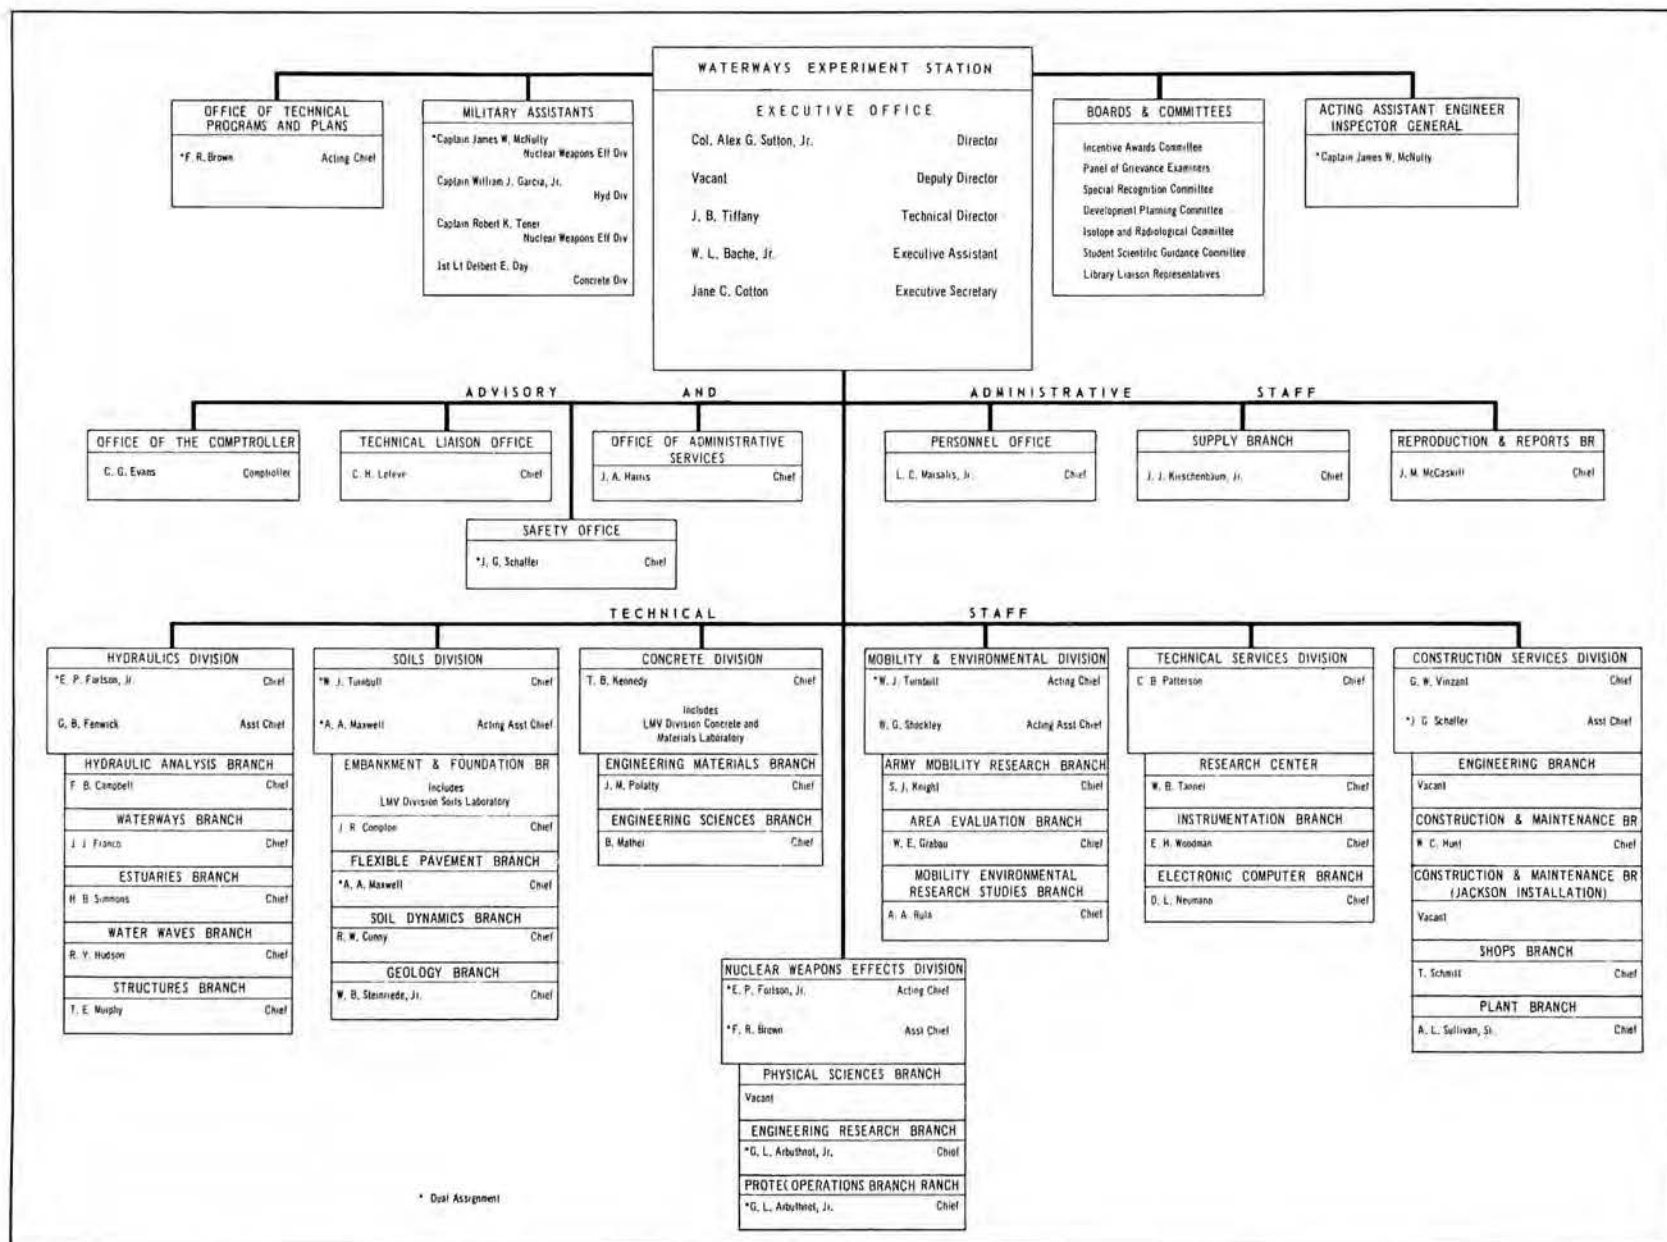 WATERWAYS EXPERIMENT STATION
EXECUTIVE OFFICE
Col. Alex G. Sutton, Jr. Director
Vacant Deputy Director
J. B. Tiffany Technical Director
W. L. Bache, Jr. Executive Assistant
Jane C. Cotton Executive Secretary
OFFICE OF TECHNICAL
PROGRAMS AND PLANS
*F. R. Brown Acting Chief
MILITARY ASSISTANTS
*Captain James W. McNulty
Nuclear Weapons Eff Div
Captain William J. Garcia, Jr.
Hyd Div
Captain Robert K. Tener
Nuclear Weapons Eff Div
1st Lt Delbert E. Day
Concrete Div
BOARDS & COMMITTEES
Incentive Awards Committee
Panel of Grievance Examiners
Special Recognition Committee
Development Planning Committee
Isotope and Radiological Committee
Student Scientific Guidance Committee
Library Liaison Representatives
ACTING ASSISTANT ENGINEER
INSPECTOR GENERAL
*Captain James W. McNulty
ADVISORY AND ADMINISTRATIVE STAFF
OFFICE OF THE COMPTROLLER
C. G. Evans Comptroller
TECHNICAL LIAISON OFFICE
C. H. Lefeve Chief
OFFICE OF ADMINISTRATIVE
SERVICES
J. A. Harris Chief
PERSONNEL OFFICE
L. C. Marsalis, Jr. Chief
SUPPLY BRANCH
J. J. Kirschenbaum, Jr. Chief
REPRODUCTION & REPORTS BR
J. M. McCaskill Chief
SAFETY OFFICE
*J. G. Schaffer Chief
TECHNICAL STAFF
HYDRAULICS DIVISION
*E. P. Fortson, Jr. Chief
G. B. Fenwick Asst Chief
HYDRAULIC ANALYSIS BRANCH
F B. Campbell Chief
WATERWAYS BRANCH
J J Franco Chief
ESTUARIES BRANCH
H B Simmons Chief
WATER WAVES BRANCH
R. Y. Hudson Chief
STRUCTURES BRANCH
T. E Murphy Chief
SOILS DIVISION
*W. J. Turnbull Chief
*A. A. Maxwell Acting Asst Chief
EMBANKMENT & FOUNDATION BR
Includes
LMV Division Soils Laboratory
J R. Compton Chief
FLEXIBLE PAVEMENT BRANCH
*A. A. Maxwell Chief
SOIL DYNAMICS BRANCH
R. W. Cunny Chief
GEOLOGY BRANCH
W. B. Steinriede, Jr. Chief
CONCRETE DIVISION
T. B. Kennedy Chief
Includes
LMV Division Concrete and
Materials Laboratory
ENGINEERING MATERIALS BRANCH
J. M. Polatty Chief
ENGINEERING SCIENCES BRANCH
B. Mather Chief
MOBILITY & ENVIRONMENTAL DIVISION
*W. J. Turnbull Acting Chief
W. G. Shockley Acting Asst Chief
ARMY MOBILITY RESEARCH BRANCH
S. J. Knight Chief
AREA EVALUATION BRANCH
W. E. Grabau Chief
MOBILITY ENVIRONMENTAL
RESEARCH STUDIES BRANCH
A. A. Rula Chief
TECHNICAL SERVICES DIVISION
C B Patterson Chief
RESEARCH CENTER
W. B. Tanner Chief
INSTRUMENTATION BRANCH
E. H. Woodman Chief
ELECTRONIC COMPUTER BRANCH
D. L. Neumann Chief
CONSTRUCTION SERVICES DIVISION
G. W. Vinzant Chief
*J G Schaffer Asst Chief
ENGINEERING BRANCH
Vacant
CONSTRUCTION & MAINTENANCE BR
W C. Hunt Chief
CONSTRUCTION & MAINTENANCE BR
(JACKSON INSTALLATION)
Vacant
SHOPS BRANCH
T. Schmitt Chief
PLANT BRANCH
A. L. Sullivan, Sr. Chief
NUCLEAR WEAPONS EFFECTS DIVISION
*E. P. Fortson, Jr. Acting Chief
*F. R. Brown Asst Chief
PHYSICAL SCIENCES BRANCH
Vacant
ENGINEERING RESEARCH BRANCH
*G. L. Arbuthnot, Jr. Chief
PROTEC OPERATIONS BRANCH RANCH
*G. L. Arbuthnot, Jr. Chief
* Dual Assignment